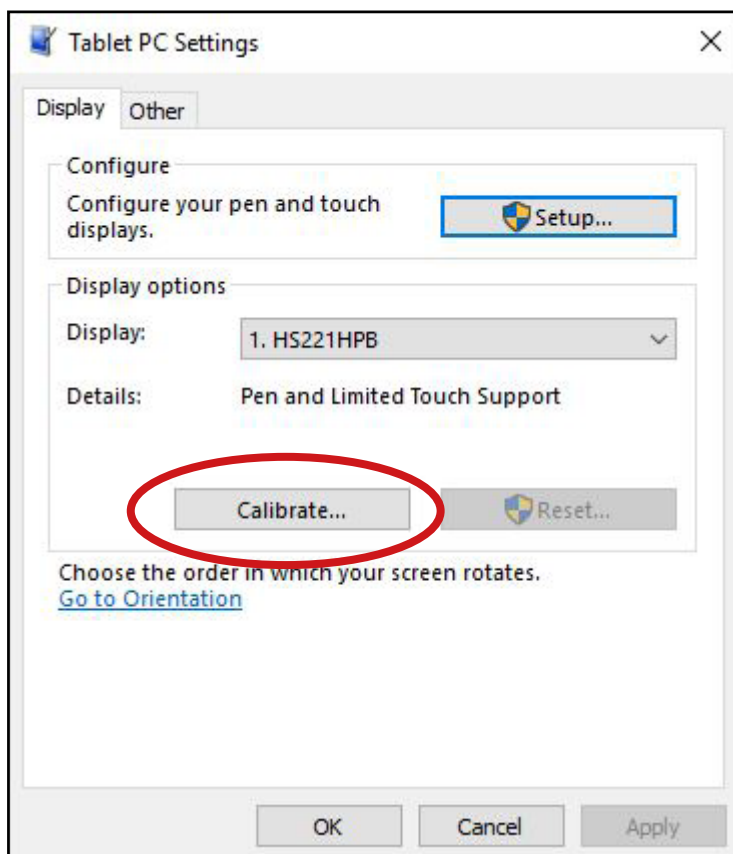 Tablet PC Settings
Display Other
Configure
Configure your pen and touch
displays.
Setup...
Display options
Display: 1. HS221HPB
Details: Pen and Limited Touch Support
Calibrate... Reset...
Choose the order in which your screen rotates.
Go to Orientation
OK Cancel Apply